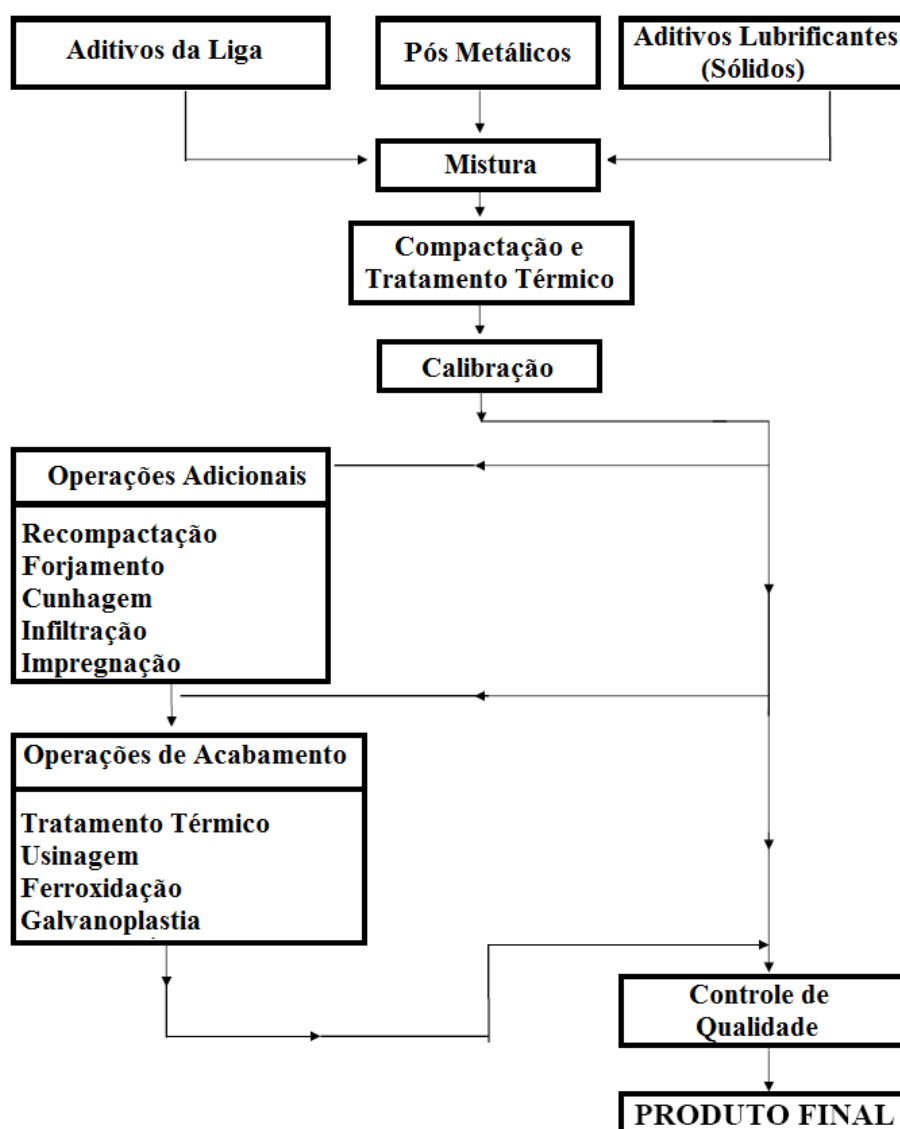 Aditivos da Liga
Pós Metálicos
Aditivos Lubrificantes
(Sólidos)
Mistura
Compactação e
Tratamento Térmico
Calibração
Operações Adicionais
Recompactação
Forjamento
Cunhagem
Infiltração
Impregnação
Operações de Acabamento
Tratamento Térmico
Usinagem
Ferroxidação
Galvanoplastia
Controle de
Qualidade
PRODUTO FINAL